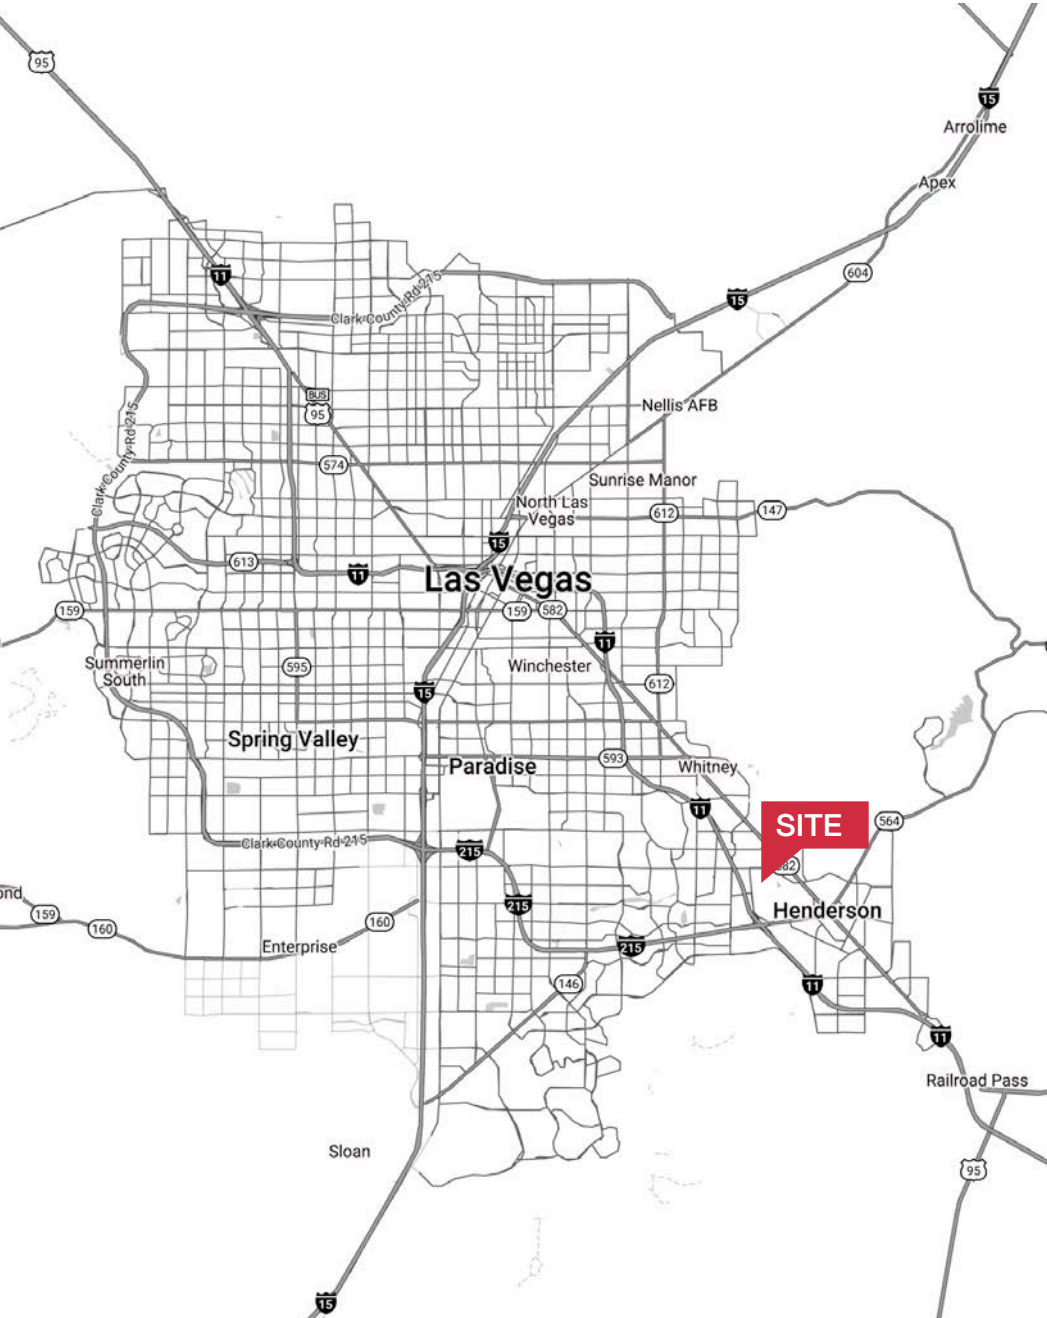 95
15
Arrolime
Apex
604
11
Clark County Rd 215
15
BUS
95
Nellis AFB
Clark County Rd 215
574
Sunrise Manor
North Las
Vegas
612
147
15
613
11
Las Vegas
159
159
582
11
Summerlin
South
595
Winchester
15
612
Spring Valley
Paradise
593
Whitney
11
SITE
564
Clark County Rd 215
215
82
ond
159
160
160
215
Henderson
Enterprise
215
146
11
11
Railroad Pass
Sloan
95
15